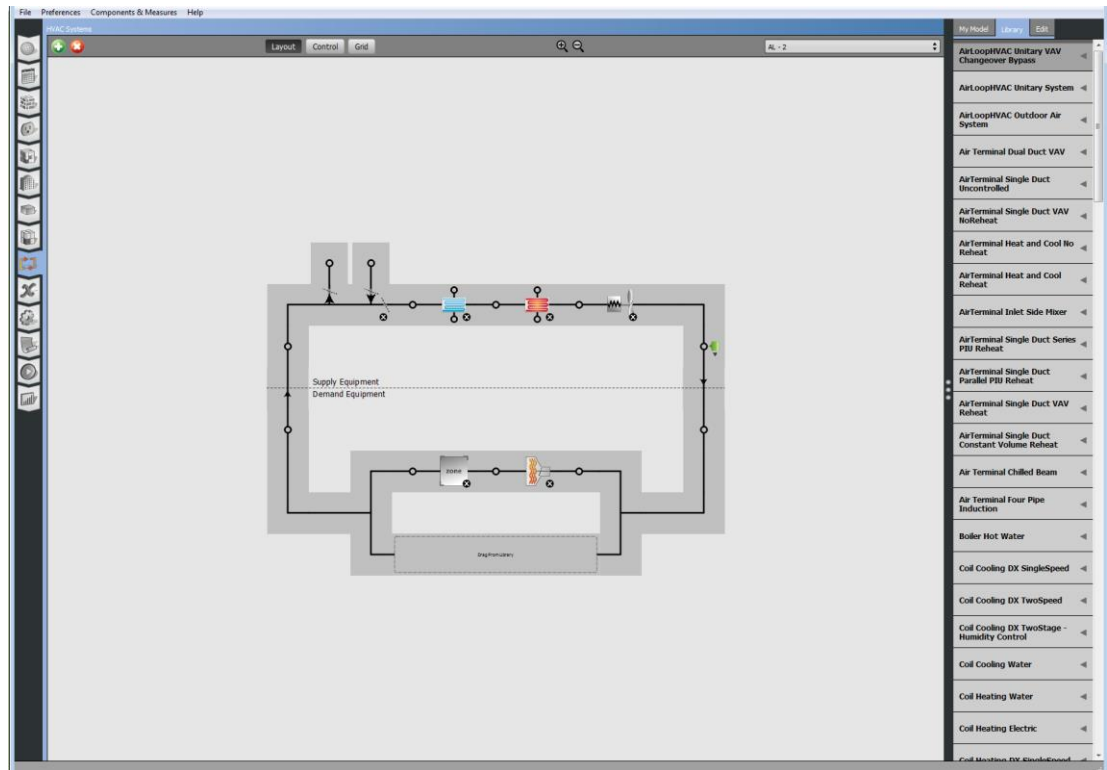 File Preferences Components & Measures Help
HVAC Systems
Layout Control Grid
AL - 2
My Model Library Edit
AirLoopHVAC Unitary VAV
Changeover Bypass
AirLoopHVAC Unitary System
AirLoopHVAC Outdoor Air
System
Air Terminal Dual Duct VAV
AirTerminal Single Duct
Uncontrolled
AirTerminal Single Duct VAV
NoReheat
AirTerminal Heat and Cool No
Reheat
AirTerminal Heat and Cool
Reheat
AirTerminal Inlet Side Mixer
AirTerminal Single Duct Series
PIU Reheat
AirTerminal Single Duct
Parallel PIU Reheat
AirTerminal Single Duct VAV
Reheat
AirTerminal Single Duct
Constant Volume Reheat
Air Terminal Chilled Beam
Air Terminal Four Pipe
Induction
Boiler Hot Water
Coil Cooling DX SingleSpeed
Coil Cooling DX TwoSpeed
Coil Cooling DX TwoStage -
Humidity Control
Coil Cooling Water
Coil Heating Water
Coil Heating Electric
Coil Heating DX SingleSpeed
Supply Equipment
Demand Equipment
zone
Drag From Library